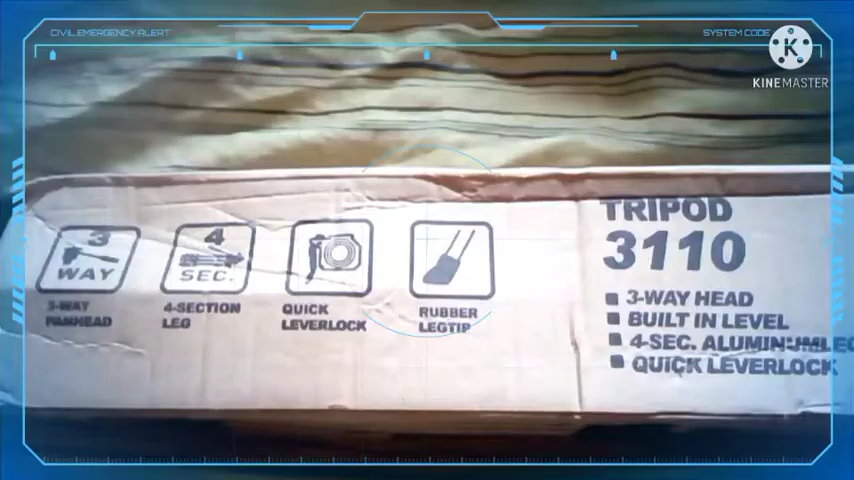 CIVIL EMERGENCY ALERT
SYSTEM CODE
K
KINEMASTER
3
WAY
3-WAY
PANHEAD
4
SEC.
4-SECTION
LEG
QUICK
LEVERLOCK
RUBBER
LEGTIP
TRIPOD
3110
3-WAY HEAD
BUILT IN LEVEL
4-SEC. ALUMINUMLEG
QUICK LEVERLOCK